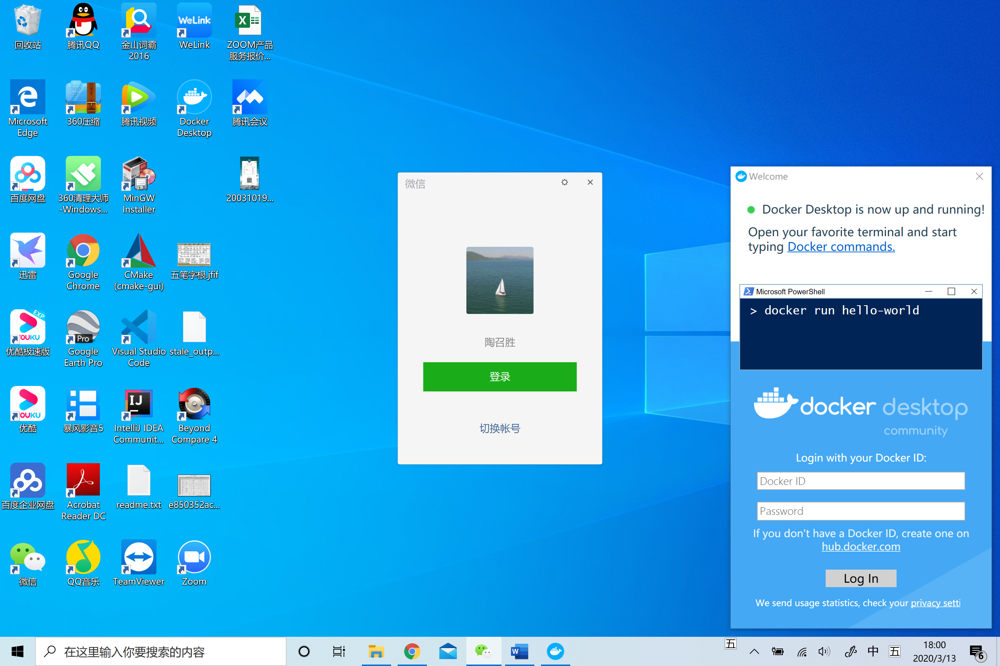 回收站
腾讯QQ
金山词霸
2016
WeLink
WeLink
ZOOM产品
服务报价...
Microsoft
Edge
360
ZIP
360压缩
腾讯视频
Docker
Desktop
腾讯会议
百度网盘
360清理大师
-Windows...
MinGW
Installer
20031019...
迅雷
Google
Chrome
CMake
(cmake-gui)
五笔字根.jfif
EXP
YOUKU
优酷极速版
Pro
Google
Earth Pro
Visual Studio
Code
stale_outp...
YOUKU
优酷
暴风影音5
IJ
IntelliJ IDEA
Communit...
Beyond
Compare 4
百度企业网盘
Acrobat
Reader DC
readme.txt
e850352ac...
微信
QQ音乐
TeamViewer
Zoom
微信
陶召胜
登录
切换帐号
Welcome
Docker Desktop is now up and running!
Open your favorite terminal and start
typing Docker commands.
Microsoft PowerShell
> docker run hello-world
docker desktop
community
Login with your Docker ID:
Docker ID
Password
If you don't have a Docker ID, create one on
hub.docker.com
Log In
We send usage statistics, check your privacy setti
在这里输入你要搜索的内容
五
中
五
18:00
2020/3/13
6